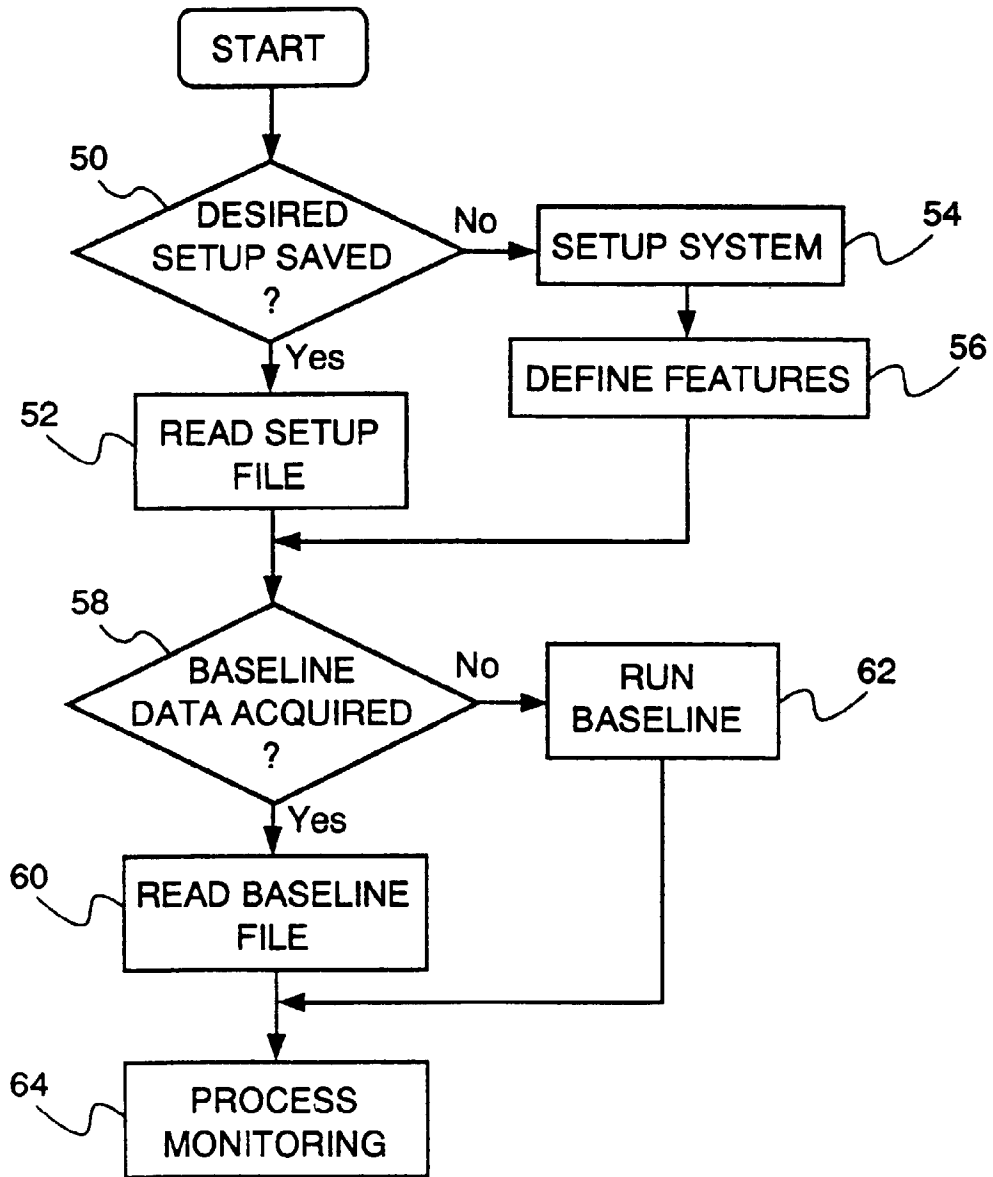 START
50
DESIRED
SETUP SAVED
?
No
SETUP SYSTEM
54
Yes
DEFINE FEATURES
56
52
READ SETUP
FILE
58
BASELINE
DATA ACQUIRED
?
No
RUN
BASELINE
62
Yes
60
READ BASELINE
FILE
64
PROCESS
MONITORING